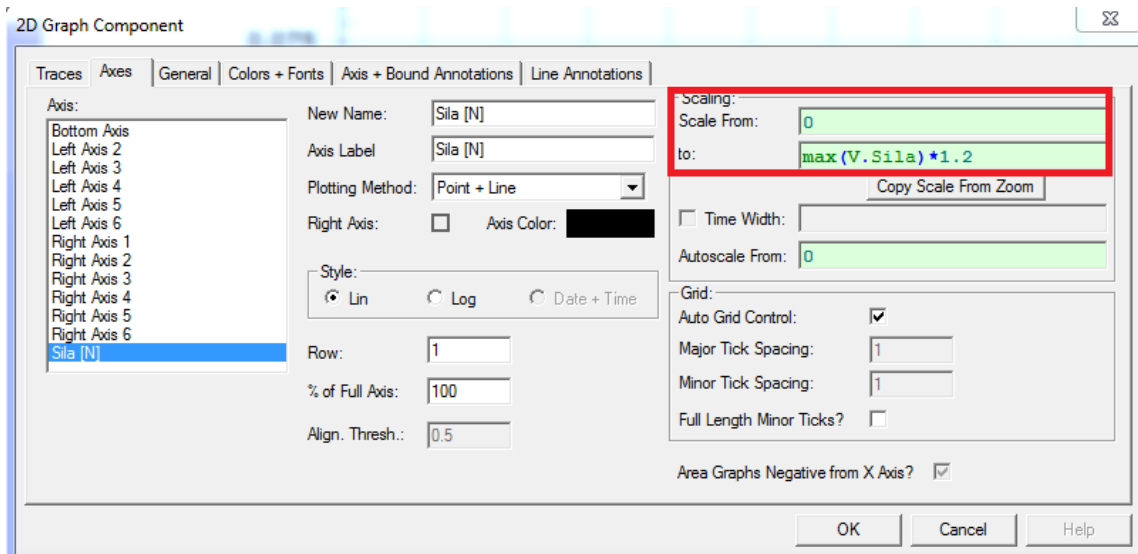 2D Graph Component
Traces Axes General Colors + Fonts Axis + Bound Annotations Line Annotations
Axis:
Bottom Axis
Left Axis 2
Left Axis 3
Left Axis 4
Left Axis 5
Left Axis 6
Right Axis 1
Right Axis 2
Right Axis 3
Right Axis 4
Right Axis 5
Right Axis 6
Sila [N]
New Name: Sila [N]
Axis Label Sila [N]
Plotting Method: Point + Line
Right Axis: Axis Color:
Style:
Lin Log Date + Time
Row: 1
% of Full Axis: 100
Align. Thresh.: 0.5
Scaling:
Scale From: 0
to: max(V.Sila)*1.2
Copy Scale From Zoom
Time Width:
Autoscale From: 0
Grid:
Auto Grid Control:
Major Tick Spacing: 1
Minor Tick Spacing: 1
Full Length Minor Ticks?
Area Graphs Negative from X Axis?
OK Cancel Help